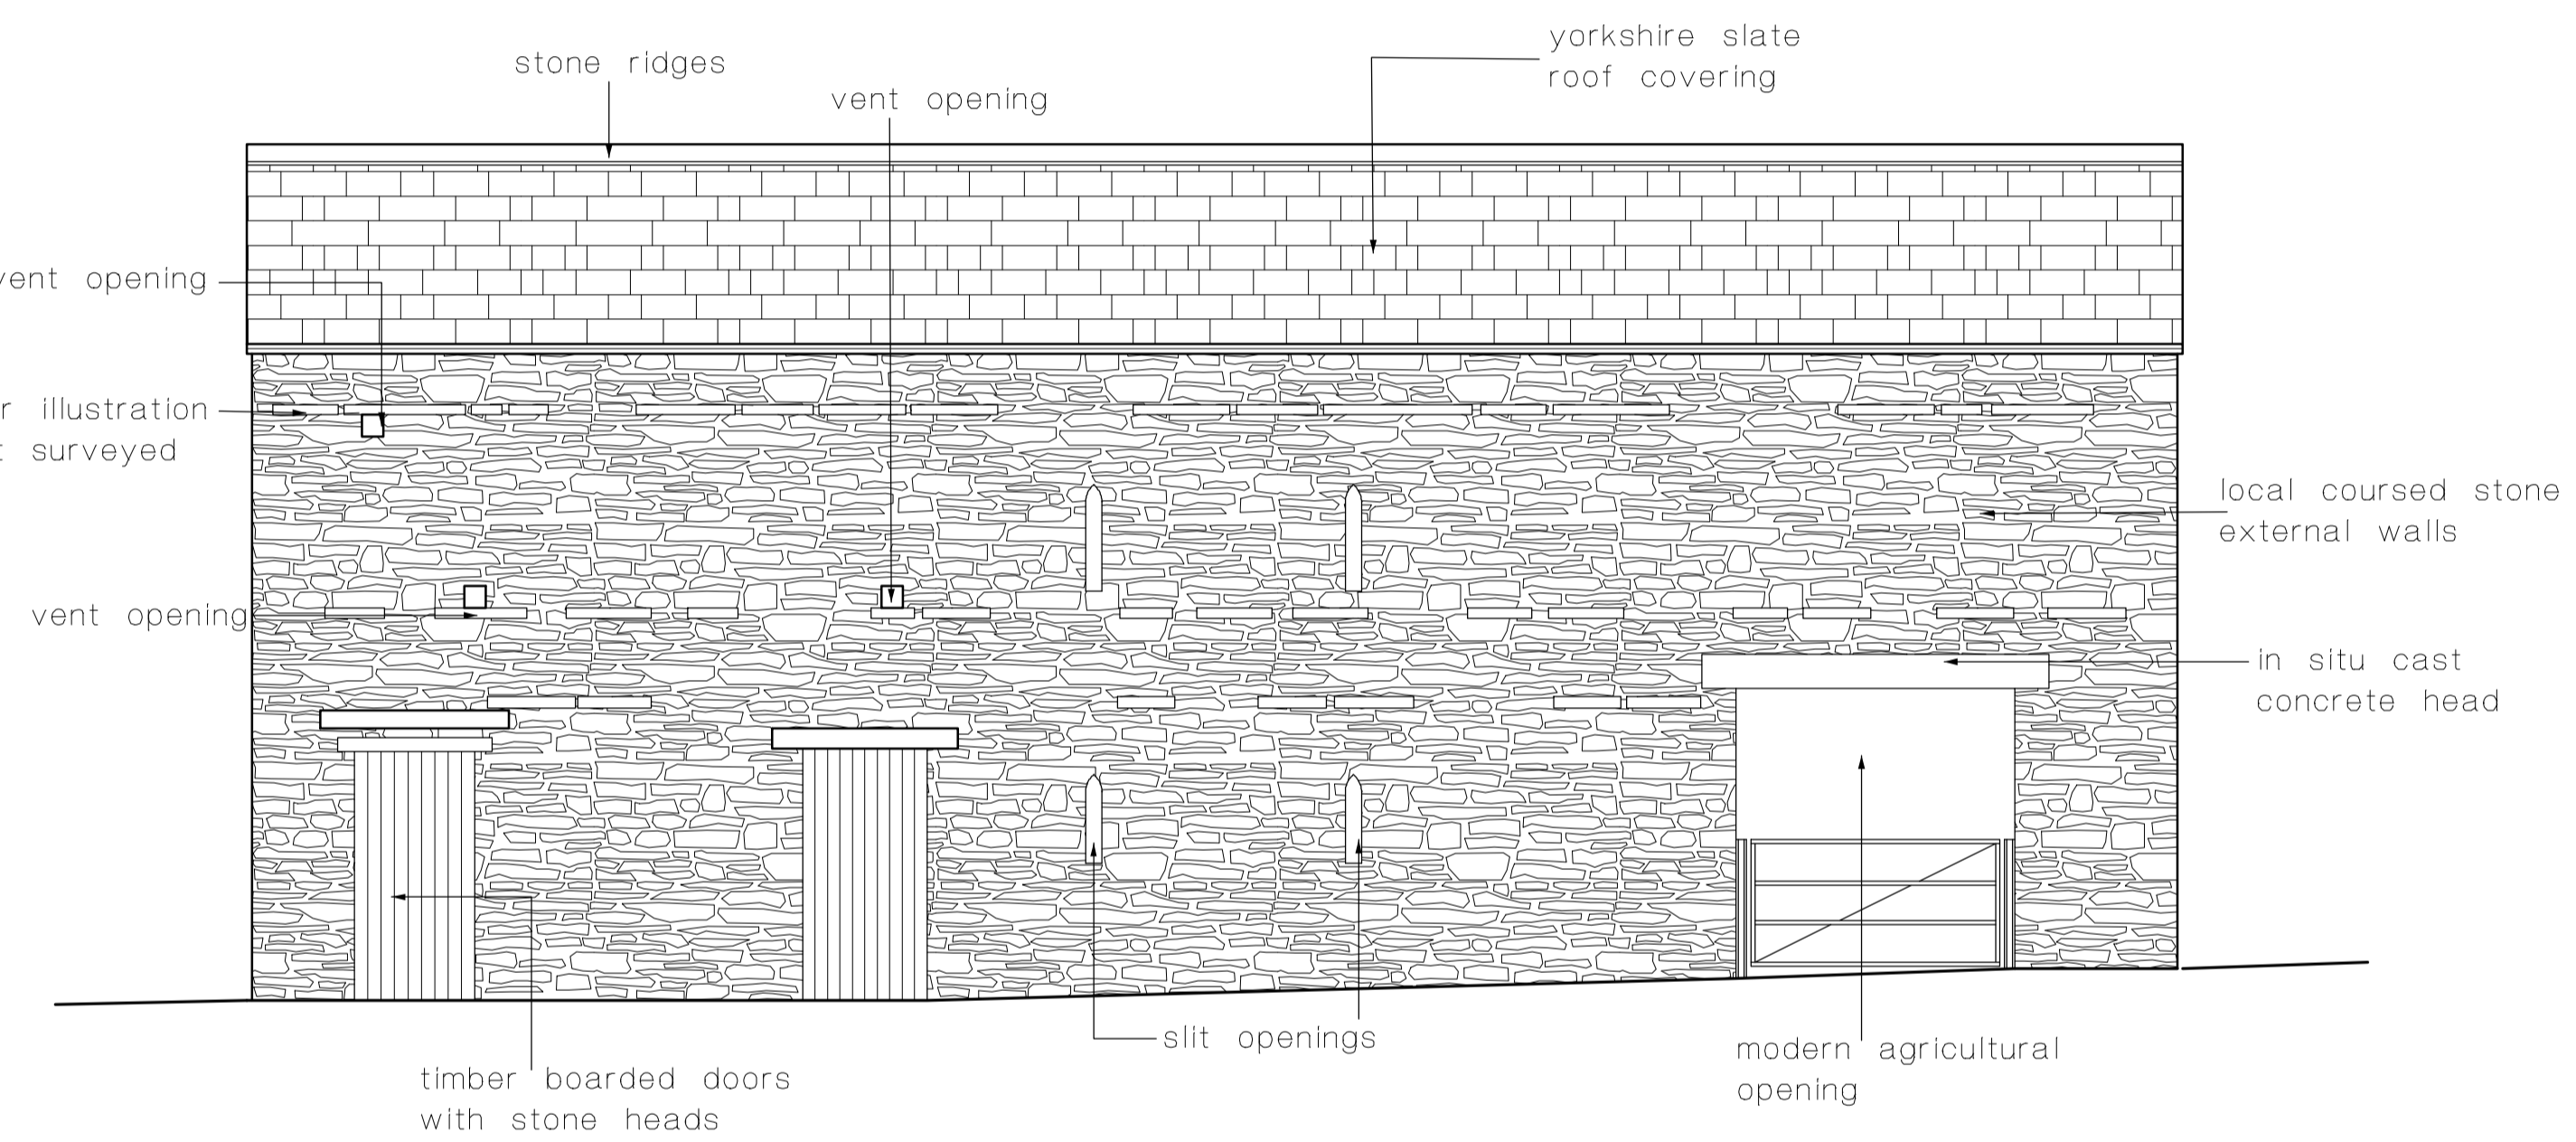 yorkshire slate
roof covering
stone ridges
vent opening
vent opening
illustration
surveyed
local coursed stone
external walls
vent opening
in situ cast
concrete head
slit openings
modern agricultural
opening
timber boarded doors
with stone heads